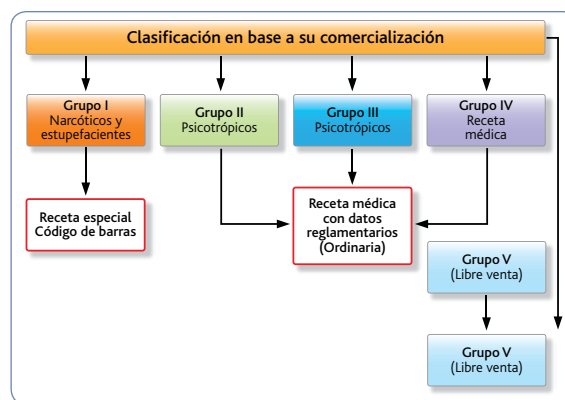 Clasificación en base a su comercialización
Grupo I
Narcóticos y
estupefacientes
Grupo II
Psicotrópicos
Grupo III
Psicotrópicos
Grupo IV
Receta
médica
Receta especial
Código de barras
Receta médica
con datos
reglamentarios
(Ordinaria)
Grupo V
(Libre venta)
Grupo V
(Libre venta)